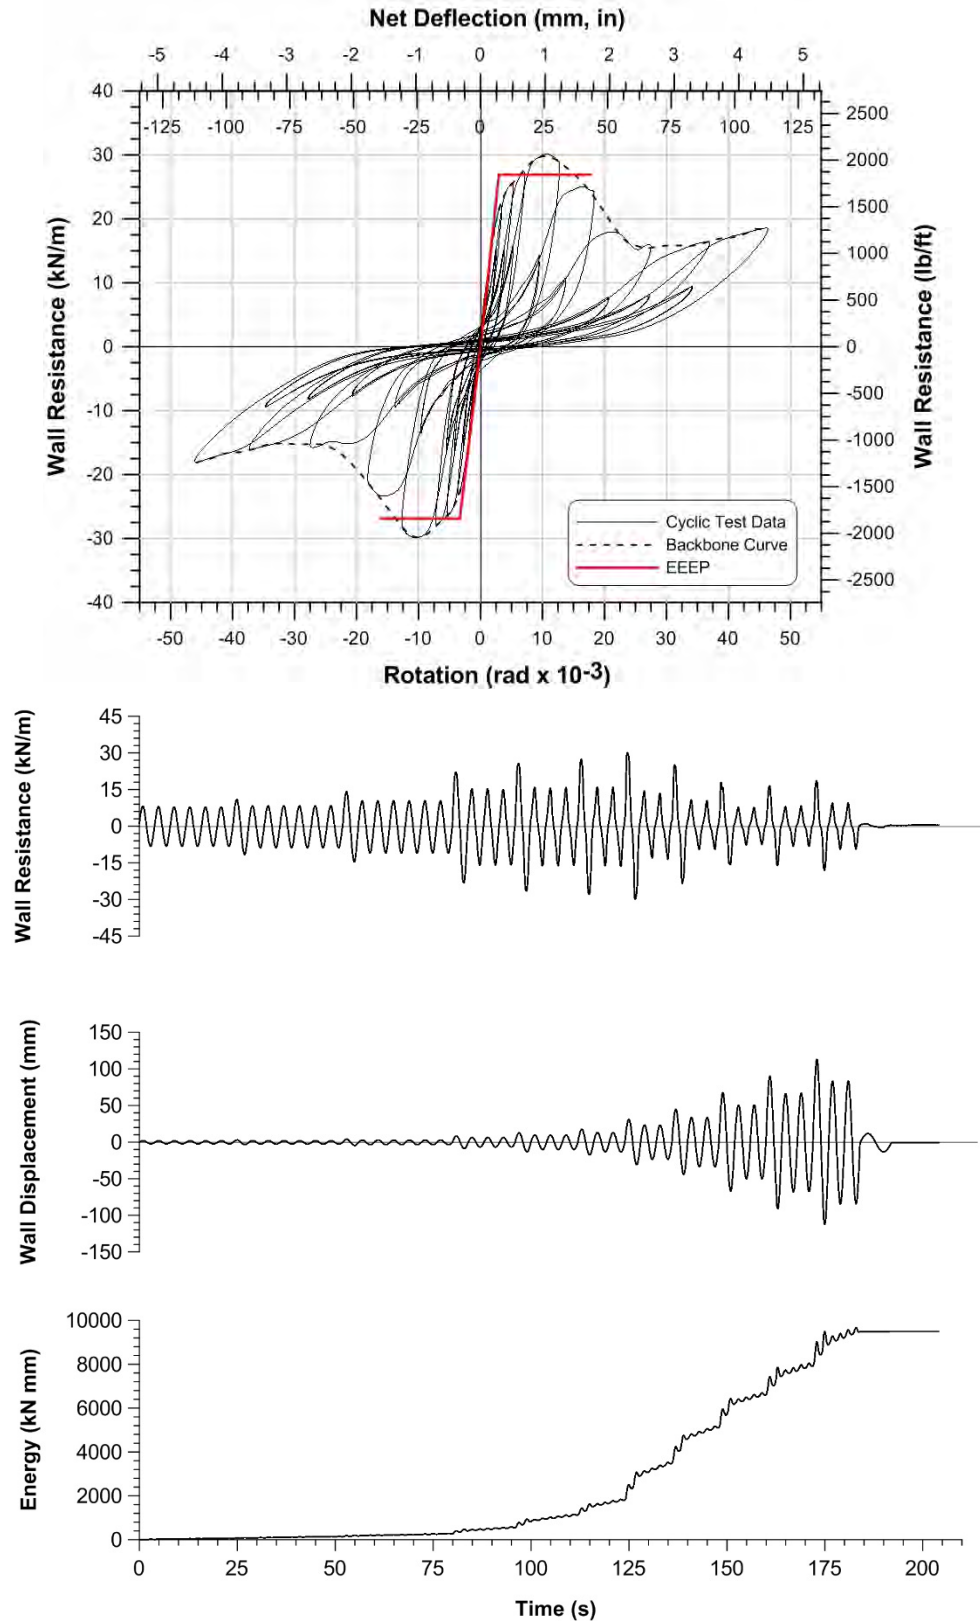 Net Deflection (mm, in)
-5 -4 -3 -2 -1 0 1 2 3 4 5
-125 -100 -75 -50 -25 0 25 50 75 100 125
40
30
20
10
0
-10
-20
-30
-40
Wall Resistance (kN/m)
2500
2000
1500
1000
500
0
-500
-1000
-1500
-2000
-2500
Wall Resistance (lb/ft)
Cyclic Test Data
Backbone Curve
EEEP
-50 -40 -30 -20 -10 0 10 20 30 40 50
Rotation (rad x 10-3)
Wall Resistance (kN/m)
45
30
15
0
-15
-30
-45
Wall Displacement (mm)
150
100
50
0
-50
-100
-150
Energy (kN mm)
10000
8000
6000
4000
2000
0
0 25 50 75 100 125 150 175 200
Time (s)